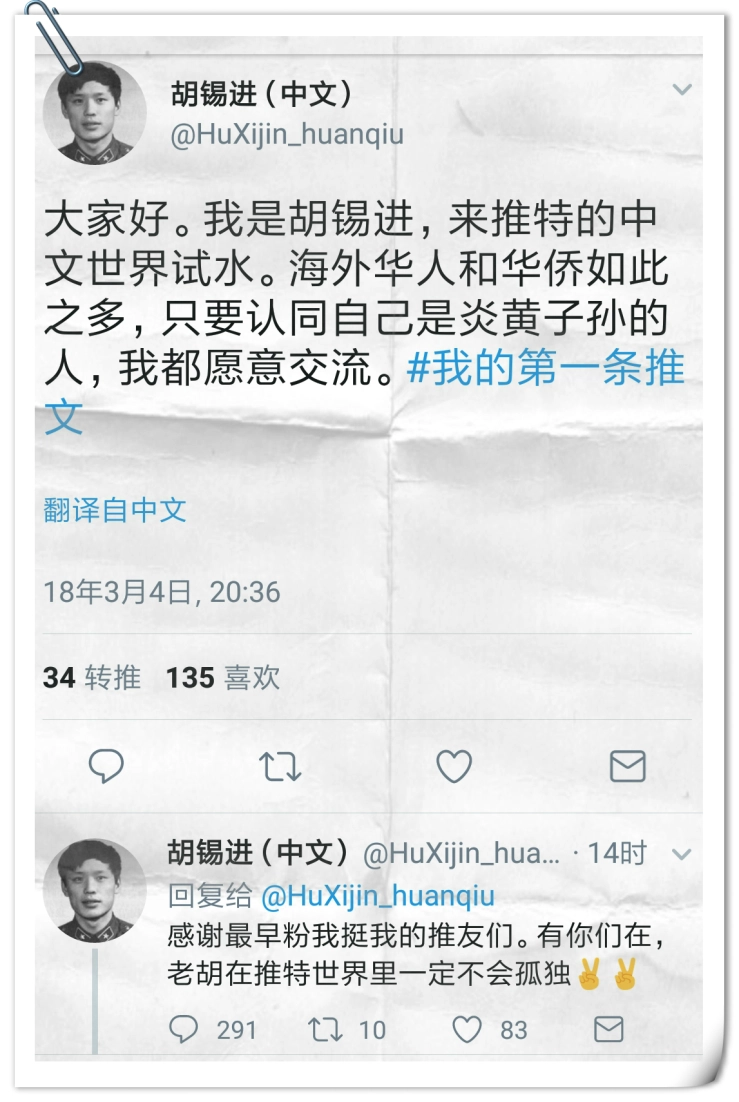 胡锡进（中文）
@HuXijin_huanqiu
大家好。我是胡锡进，来推特的中
文世界试水。海外华人和华侨如此
之多，只要认同自己是炎黄子孙的
人，我都愿意交流。#我的第一条推
文
翻译自中文
18年3月4日, 20:36
34 转推 135 喜欢
胡锡进（中文）@HuXijin_hua... · 14时
回复给 @HuXijin_huanqiu
感谢最早粉我挺我的推友们。有你们在，
老胡在推特世界里一定不会孤独✌✌
291 10 83